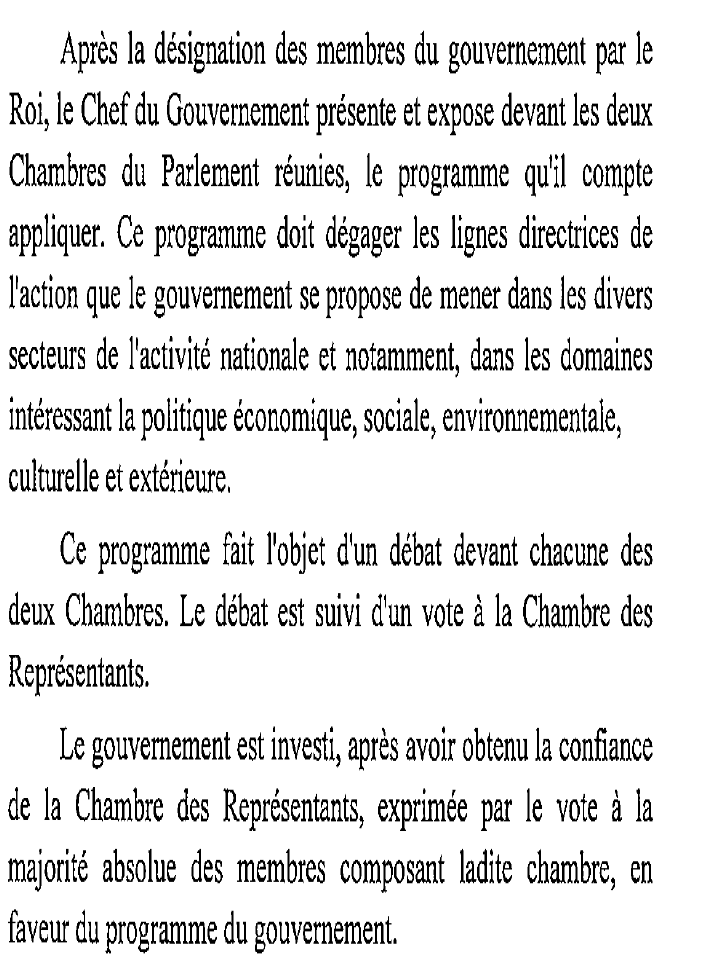 Après la désignation des membres du gouvernement par le
Roi, le Chef du Gouvernement présente et expose devant les deux
Chambres du Parlement réunies, le programme qu'il compte
appliquer. Ce programme doit dégager les lignes directrices de
l'action que le gouvernement se propose de mener dans les divers
secteurs de l'activité nationale et notamment, dans les domaines
intéressant la politique économique, sociale, environnementale,
culturelle et extérieure.
Ce programme fait l'objet d'un débat devant chacune des
deux Chambres. Le débat est suivi d'un vote à la Chambre des
Représentants.
Le gouvernement est investi, après avoir obtenu la confiance
de la Chambre des Représentants, exprimée par le vote à la
majorité absolue des membres composant ladite chambre, en
faveur du programme du gouvernement.